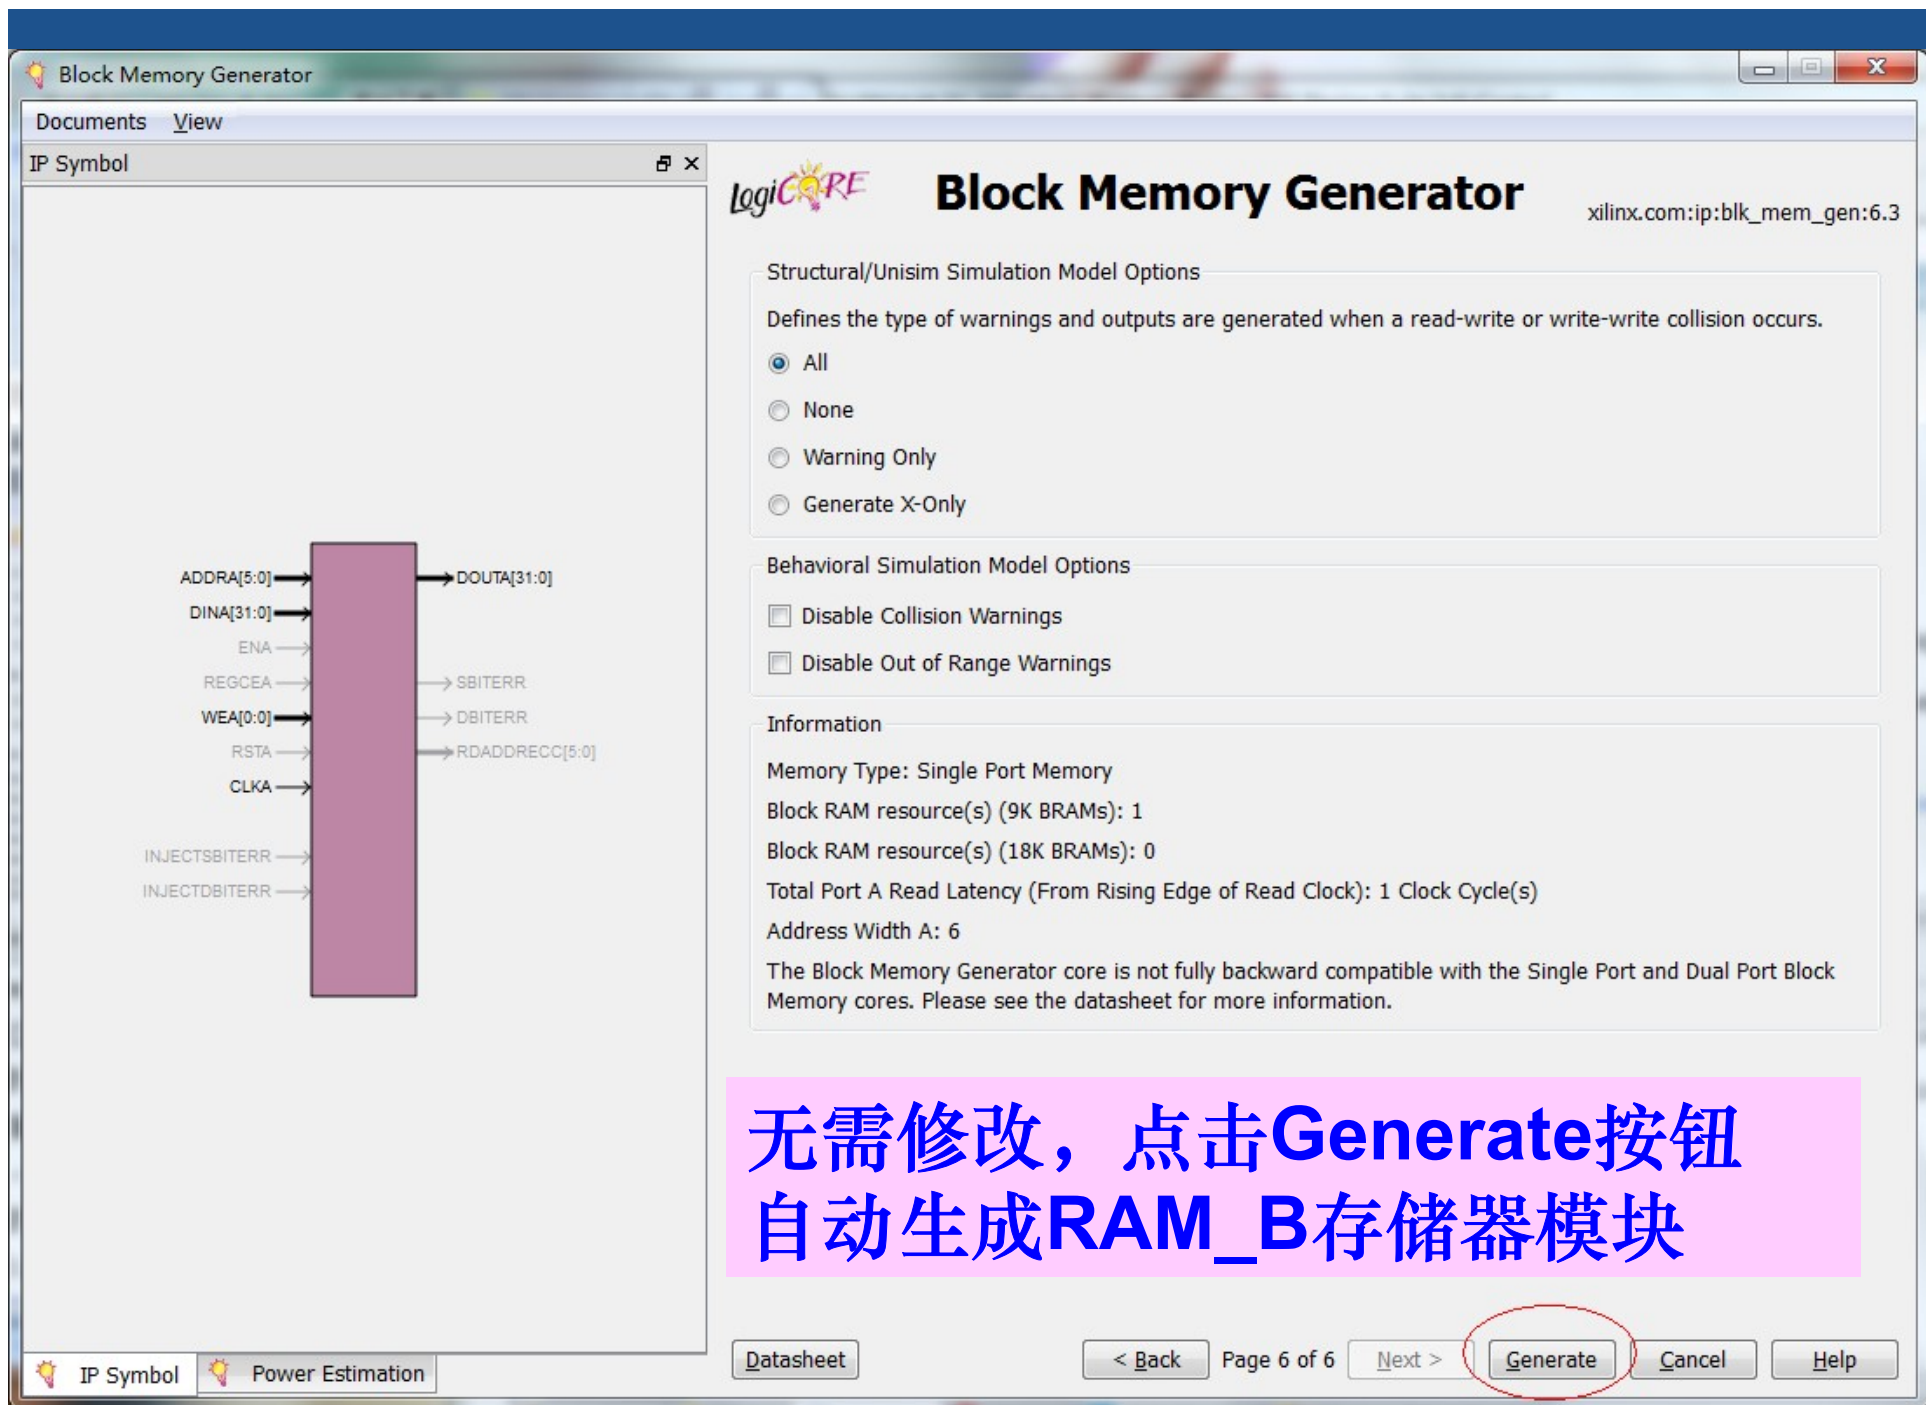 Block Memory Generator
Documents View
IP Symbol
LogiCORE
Block Memory Generator
xilinx.com:ip:blk_mem_gen:6.3
Structural/Unisim Simulation Model Options
Defines the type of warnings and outputs are generated when a read-write or write-write collision occurs.
All
None
Warning Only
Generate X-Only
Behavioral Simulation Model Options
Disable Collision Warnings
Disable Out of Range Warnings
Information
Memory Type: Single Port Memory
Block RAM resource(s) (9K BRAMs): 1
Block RAM resource(s) (18K BRAMs): 0
Total Port A Read Latency (From Rising Edge of Read Clock): 1 Clock Cycle(s)
Address Width A: 6
The Block Memory Generator core is not fully backward compatible with the Single Port and Dual Port Block
Memory cores. Please see the datasheet for more information.
ADDRA[5:0] DOUTA[31:0]
DINA[31:0]
ENA
REGCEA SBITERR
WEA[0:0] DBITERR
RSTA RDADDRECC[5:0]
CLKA
INJECTSBITERR
INJECTDBITERR
无需修改，点击Generate按钮
自动生成RAM_B存储器模块
IP Symbol Power Estimation
Datasheet < Back Page 6 of 6 Next > Generate Cancel Help